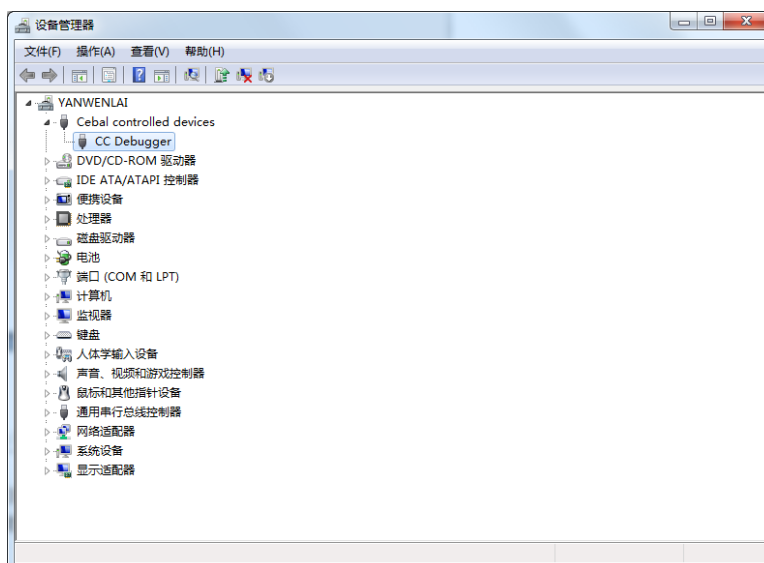 设备管理器
文件(F) 操作(A) 查看(V) 帮助(H)
YANWENLAI
Cebal controlled devices
CC Debugger
DVD/CD-ROM 驱动器
IDE ATA/ATAPI 控制器
便携设备
处理器
磁盘驱动器
电池
端口 (COM 和 LPT)
计算机
监视器
键盘
人体学输入设备
声音、视频和游戏控制器
鼠标和其他指针设备
通用串行总线控制器
网络适配器
系统设备
显示适配器